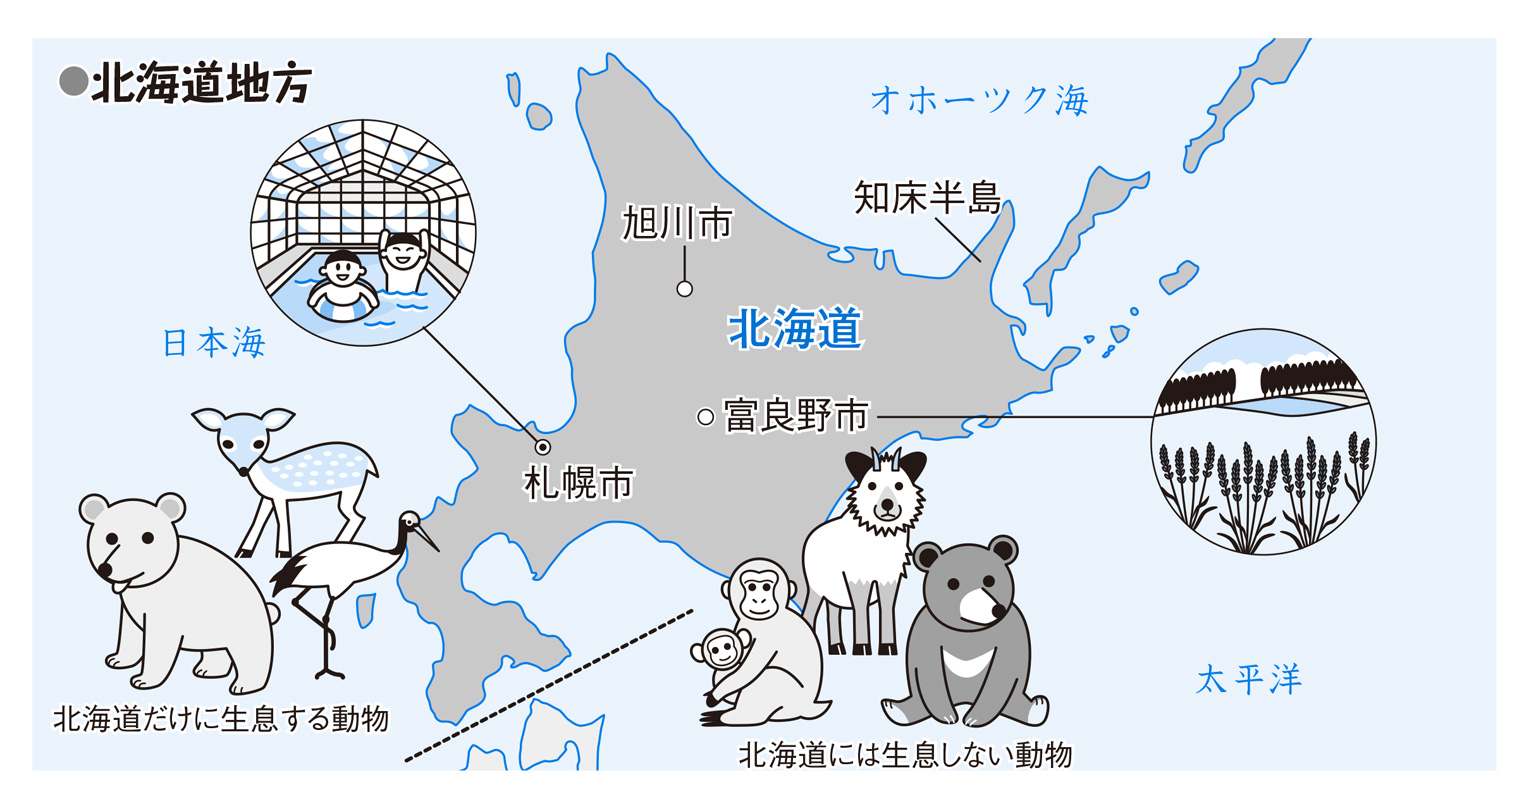 ●北海道地方
オホーツク海
知床半島
旭川市
北海道
日本海
富良野市
札幌市
太平洋
北海道だけに生息する動物
北海道には生息しない動物